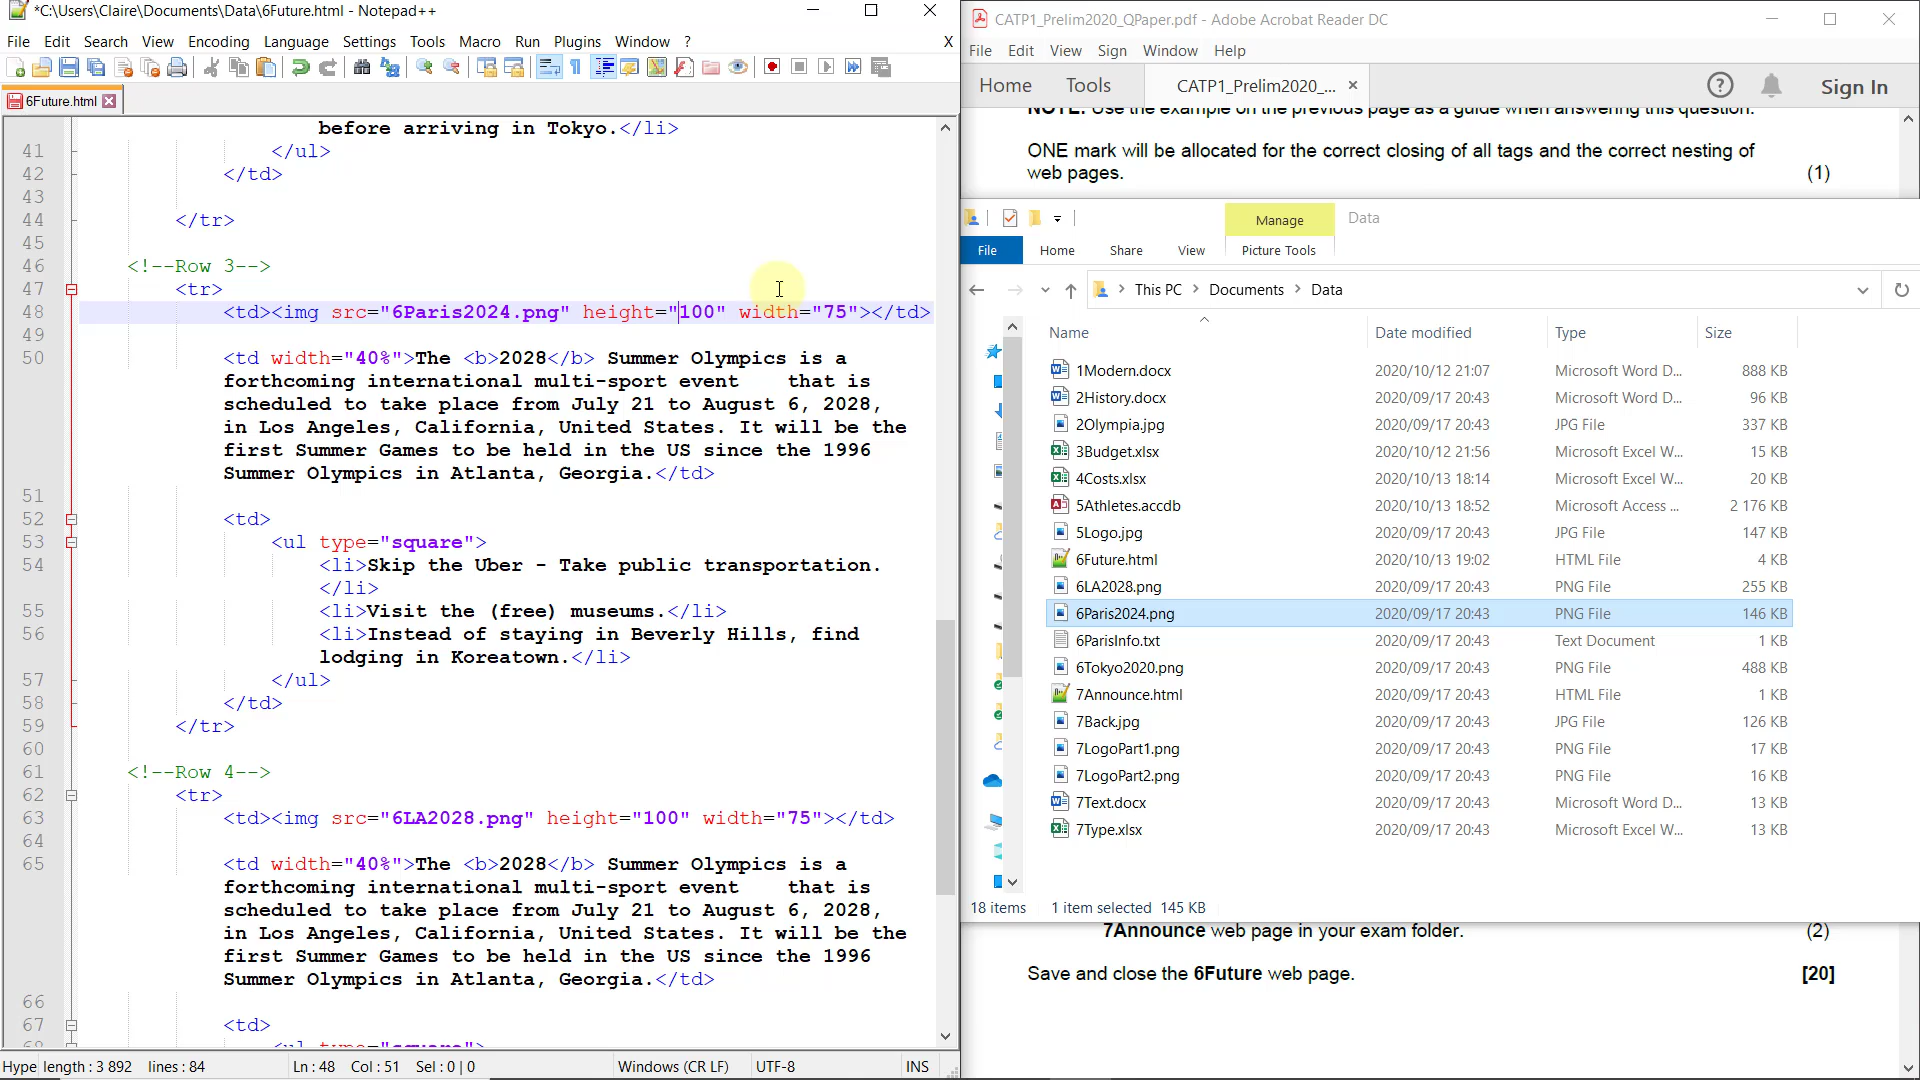 *C:\Users\Claire\Documents\Data\6Future.html - Notepad++
File Edit Search View Encoding Language Settings Tools Macro Run Plugins Window ? X
6Future.html
before arriving in Tokyo.</li>
41 </ul>
42 </td>
43
44 </tr>
45
46 <!--Row 3-->
47 <tr>
48 <td><img src="6Paris2024.png" height="100" width="75"></td>
49
50 <td width="40%">The <b>2028</b> Summer Olympics is a
forthcoming international multi-sport event that is
scheduled to take place from July 21 to August 6, 2028,
in Los Angeles, California, United States. It will be the
first Summer Games to be held in the US since the 1996
Summer Olympics in Atlanta, Georgia.</td>
51
52 <td>
53 <ul type="square">
54 <li>Skip the Uber - Take public transportation.
</li>
55 <li>Visit the (free) museums.</li>
56 <li>Instead of staying in Beverly Hills, find
lodging in Koreatown.</li>
57 </ul>
58 </td>
59 </tr>
60
61 <!--Row 4-->
62 <tr>
63 <td><img src="6LA2028.png" height="100" width="75"></td>
64
65 <td width="40%">The <b>2028</b> Summer Olympics is a
forthcoming international multi-sport event that is
scheduled to take place from July 21 to August 6, 2028,
in Los Angeles, California, United States. It will be the
first Summer Games to be held in the US since the 1996
Summer Olympics in Atlanta, Georgia.</td>
66
67 <td>
68 <ul type="square">
Hype length : 3 892 lines : 84 Ln : 48 Col : 51 Sel : 0 | 0 Windows (CR LF) UTF-8 INS
CATP1_Prelim2020_QPaper.pdf - Adobe Acrobat Reader DC
File Edit View Sign Window Help
Home Tools CATP1_Prelim2020_... × Sign In
NOTE: Use the example on the previous page as a guide when answering this question.
ONE mark will be allocated for the correct closing of all tags and the correct nesting of
web pages. (1)
Manage Data
File Home Share View Picture Tools
This PC > Documents > Data
Name Date modified Type Size
1Modern.docx 2020/10/12 21:07 Microsoft Word D... 888 KB
2History.docx 2020/09/17 20:43 Microsoft Word D... 96 KB
2Olympia.jpg 2020/09/17 20:43 JPG File 337 KB
3Budget.xlsx 2020/10/12 21:56 Microsoft Excel W... 15 KB
4Costs.xlsx 2020/10/13 18:14 Microsoft Excel W... 20 KB
5Athletes.accdb 2020/10/13 18:52 Microsoft Access ... 2 176 KB
5Logo.jpg 2020/09/17 20:43 JPG File 147 KB
6Future.html 2020/10/13 19:02 HTML File 4 KB
6LA2028.png 2020/09/17 20:43 PNG File 255 KB
6Paris2024.png 2020/09/17 20:43 PNG File 146 KB
6ParisInfo.txt 2020/09/17 20:43 Text Document 1 KB
6Tokyo2020.png 2020/09/17 20:43 PNG File 488 KB
7Announce.html 2020/09/17 20:43 HTML File 1 KB
7Back.jpg 2020/09/17 20:43 JPG File 126 KB
7LogoPart1.png 2020/09/17 20:43 PNG File 17 KB
7LogoPart2.png 2020/09/17 20:43 PNG File 16 KB
7Text.docx 2020/09/17 20:43 Microsoft Word D... 13 KB
7Type.xlsx 2020/09/17 20:43 Microsoft Excel W... 13 KB
18 items 1 item selected 145 KB
7Announce web page in your exam folder. (2)
Save and close the 6Future web page. [20]